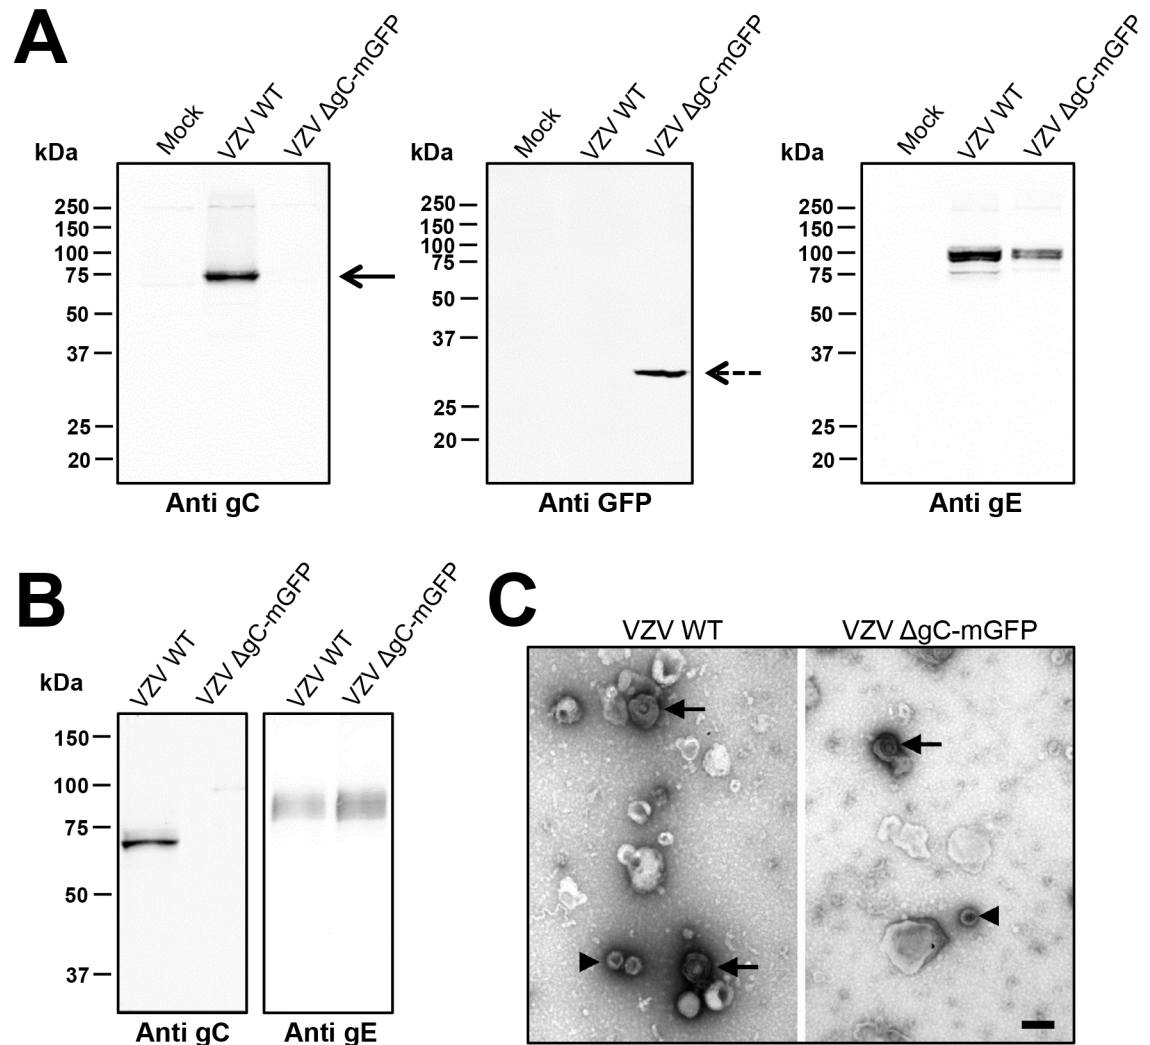 A
Mock
VZV WT
VZV ΔgC-mGFP
Mock
VZV WT
VZV ΔgC-mGFP
Mock
VZV WT
VZV ΔgC-mGFP
kDa
250
150
100
75
50
37
25
20
Anti gC
kDa
250
150
100
75
50
37
25
20
Anti GFP
kDa
250
150
100
75
50
37
25
20
Anti gE
B
VZV WT
VZV ΔgC-mGFP
VZV WT
VZV ΔgC-mGFP
kDa
150
100
75
50
37
Anti gC
Anti gE
C
VZV WT
VZV ΔgC-mGFP